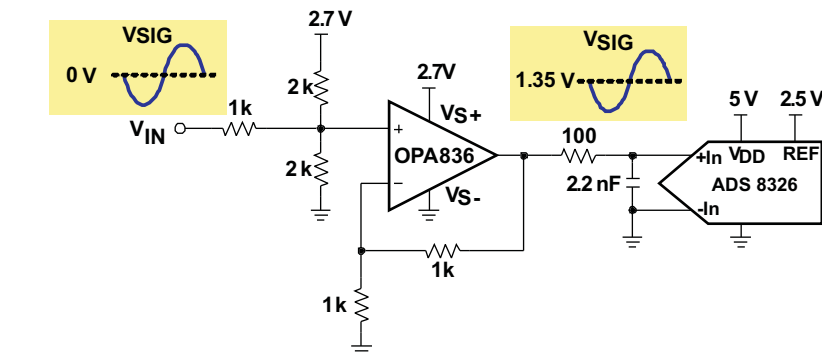 2.7 V
VSIG
0 V
2 k
1k
VIN
2 k
2.7V
VS+
+
OPA836
−
VS-
1k
1k
VSIG
1.35 V
100
2.2 nF
5 V
2.5 V
+In
VDD
REF
ADS 8326
-In